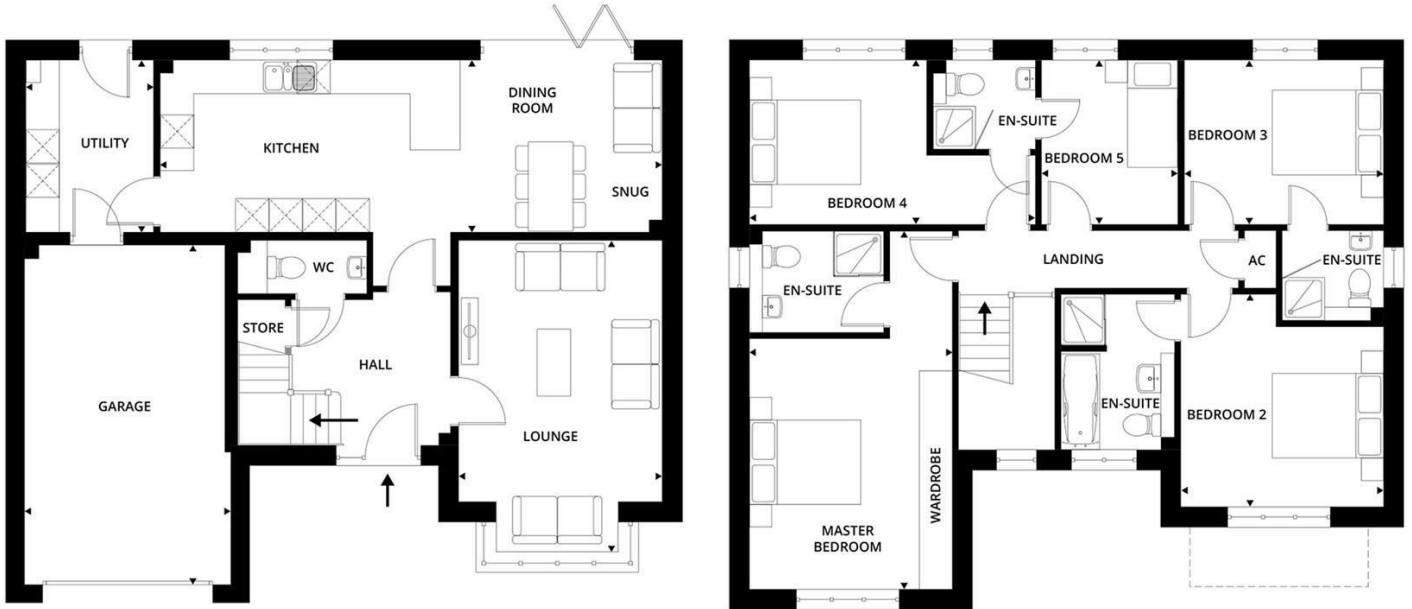 DINING
ROOM
UTILITY
KITCHEN
SNUG
WC
STORE
HALL
GARAGE
LOUNGE
EN-SUITE
BEDROOM 3
BEDROOM 5
BEDROOM 4
LANDING
AC
EN-SUITE
EN-SUITE
EN-SUITE
BEDROOM 2
WARDROBE
MASTER
BEDROOM